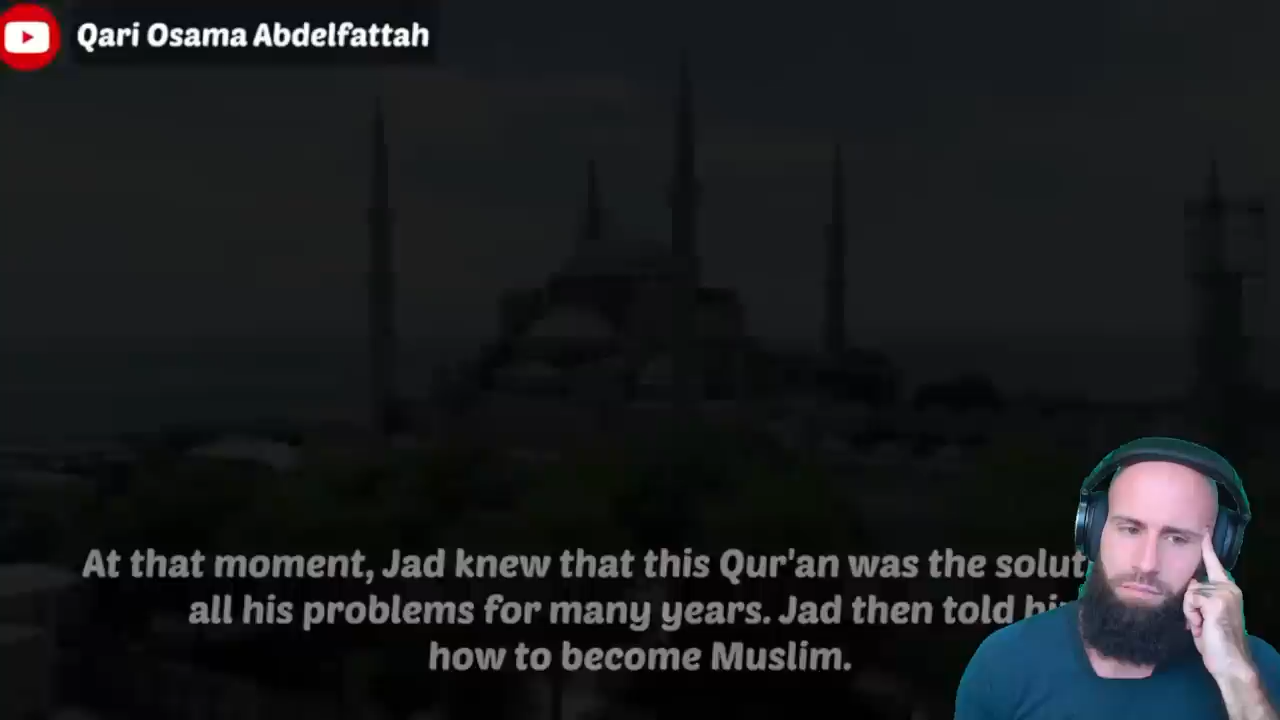 Qari Osama Abdelfattah
At that moment, Jad knew that this Qur'an was the
all his problems for many years. Jad then told
how to become Muslim.